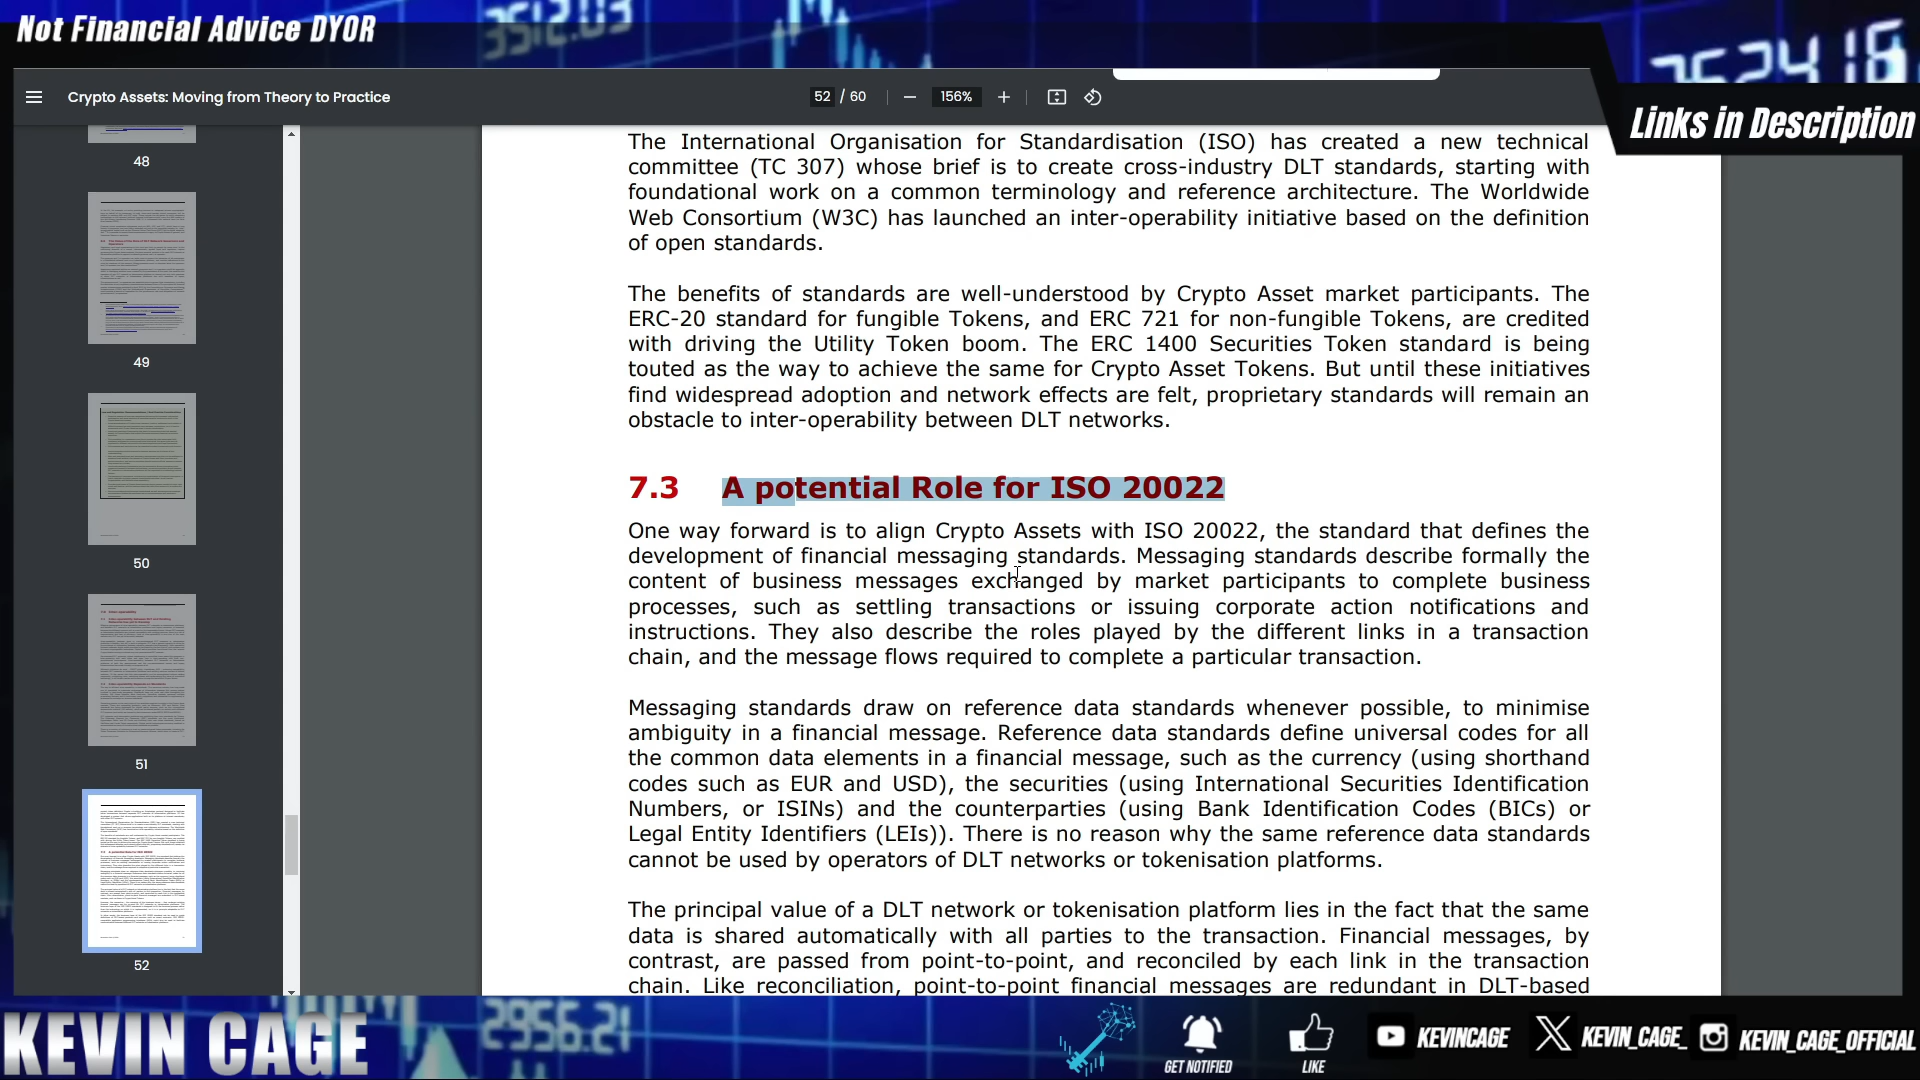 Not Financial Advice DYOR
3512.03
752418
Links in Description
Crypto Assets: Moving from Theory to Practice
52 / 60
156%
48
49
50
51
52
The International Organisation for Standardisation (ISO) has created a new technical
committee (TC 307) whose brief is to create cross-industry DLT standards, starting with
foundational work on a common terminology and reference architecture. The Worldwide
Web Consortium (W3C) has launched an inter-operability initiative based on the definition
of open standards.
The benefits of standards are well-understood by Crypto Asset market participants. The
ERC-20 standard for fungible Tokens, and ERC 721 for non-fungible Tokens, are credited
with driving the Utility Token boom. The ERC 1400 Securities Token standard is being
touted as the way to achieve the same for Crypto Asset Tokens. But until these initiatives
find widespread adoption and network effects are felt, proprietary standards will remain an
obstacle to inter-operability between DLT networks.
7.3 A potential Role for ISO 20022
One way forward is to align Crypto Assets with ISO 20022, the standard that defines the
development of financial messaging standards. Messaging standards describe formally the
content of business messages exchanged by market participants to complete business
processes, such as settling transactions or issuing corporate action notifications and
instructions. They also describe the roles played by the different links in a transaction
chain, and the message flows required to complete a particular transaction.
Messaging standards draw on reference data standards whenever possible, to minimise
ambiguity in a financial message. Reference data standards define universal codes for all
the common data elements in a financial message, such as the currency (using shorthand
codes such as EUR and USD), the securities (using International Securities Identification
Numbers, or ISINs) and the counterparties (using Bank Identification Codes (BICs) or
Legal Entity Identifiers (LEIs)). There is no reason why the same reference data standards
cannot be used by operators of DLT networks or tokenisation platforms.
The principal value of a DLT network or tokenisation platform lies in the fact that the same
data is shared automatically with all parties to the transaction. Financial messages, by
contrast, are passed from point-to-point, and reconciled by each link in the transaction
chain. Like reconciliation, point-to-point financial messages are redundant in DLT-based
KEVIN CAGE
2956.21
GET NOTIFIED
LIKE
KEVINCAGE
KEVIN_CAGE_
KEVIN_CAGE_OFFICIAL